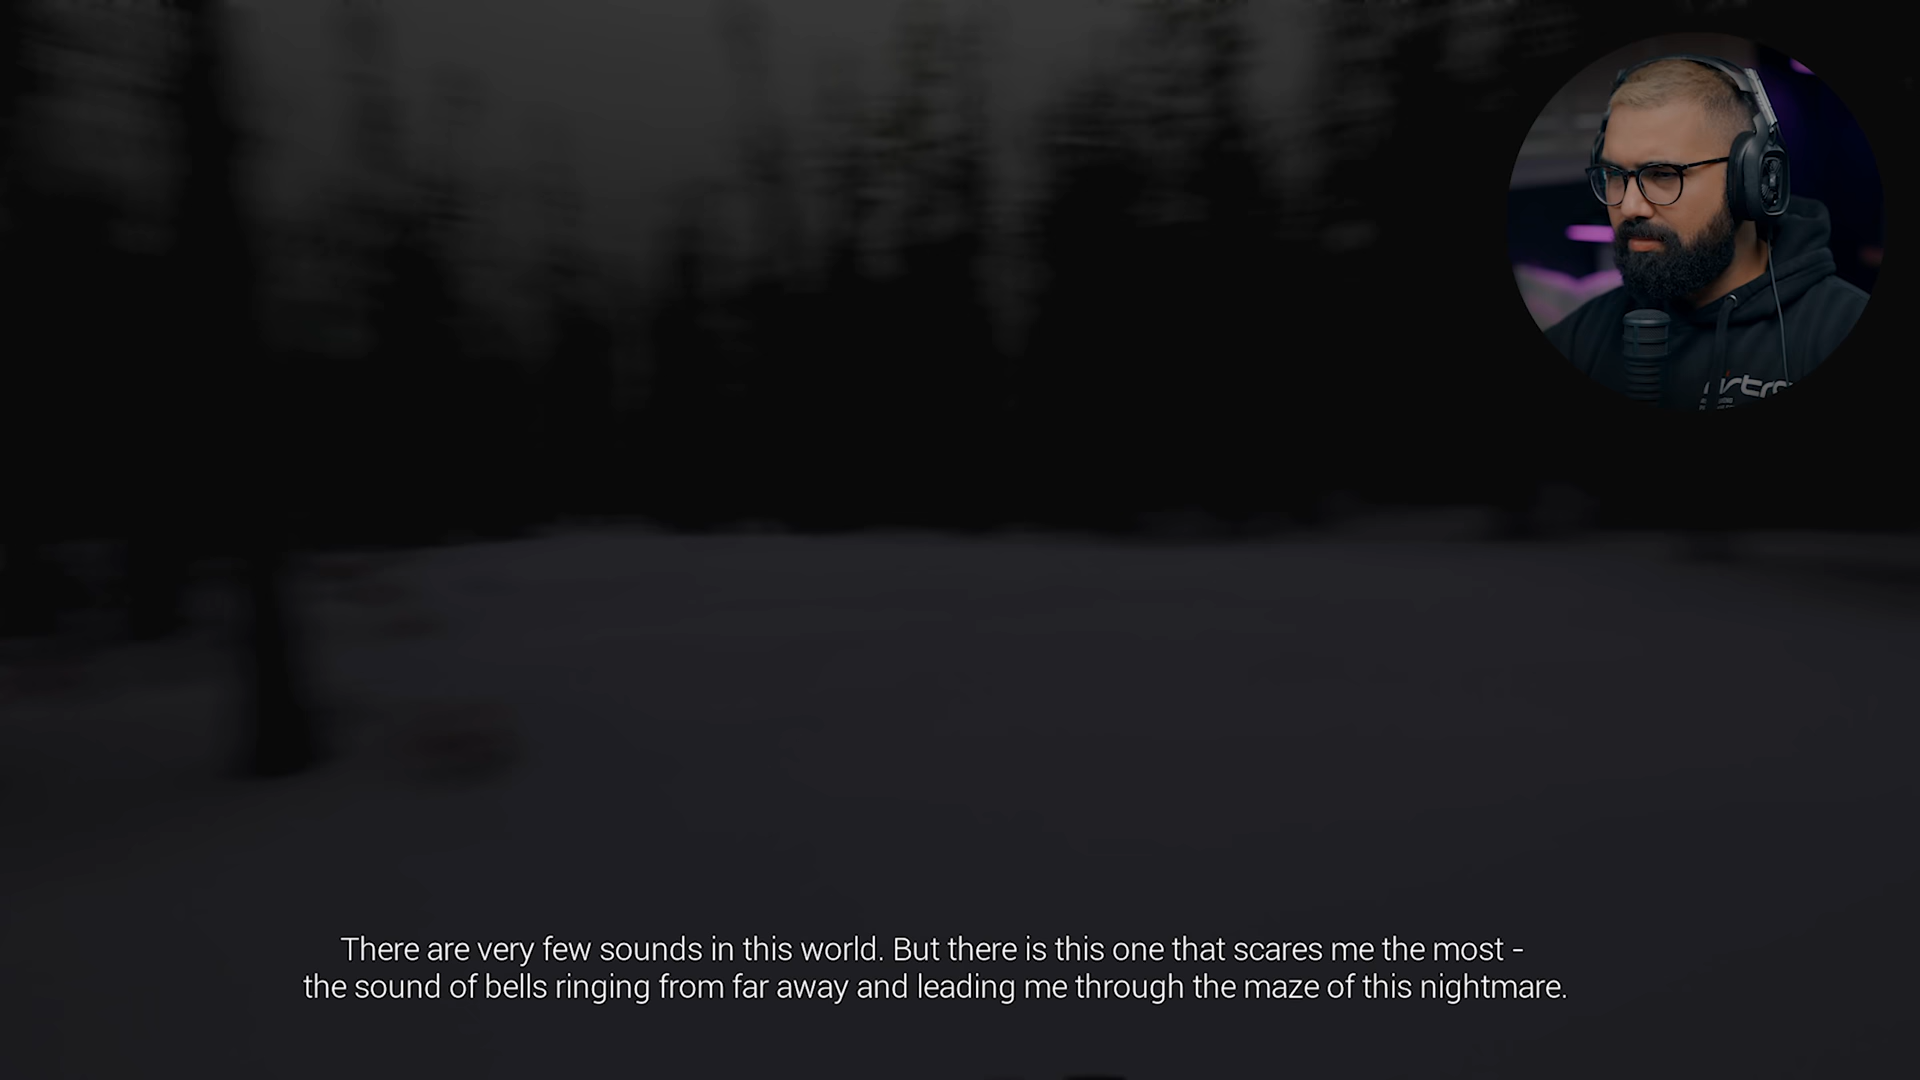 There are very few sounds in this world. But there is this one that scares me the most -
the sound of bells ringing from far away and leading me through the maze of this nightmare.